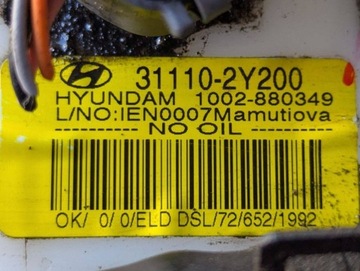 31110-2Y200
HYUNDAM 1002-880349
L/NO:IEN0007Mamutiova
---------- NO OIL ----------
OK/ 0/ 0/ELD DSL/72/652/1992